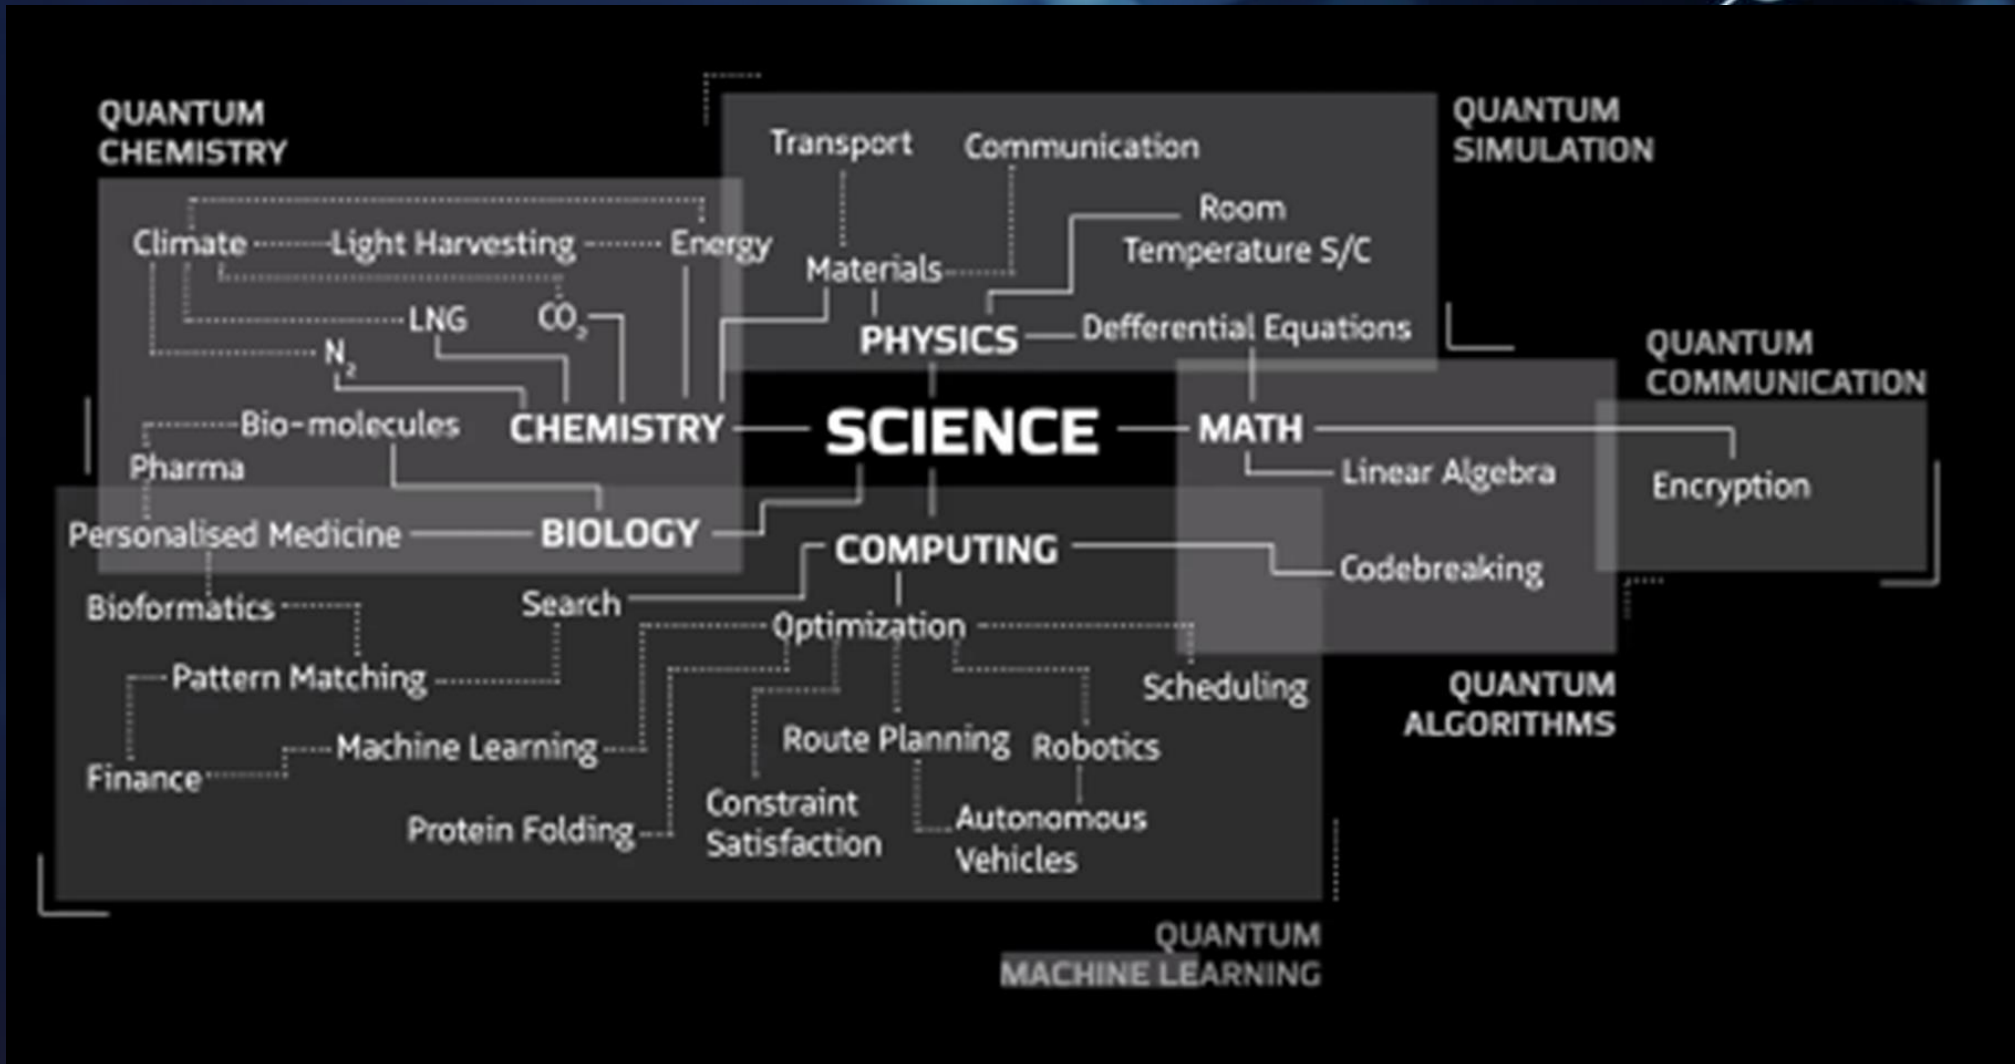 QUANTUM
CHEMISTRY
QUANTUM
SIMULATION
Transport
Communication
Room
Temperature S/C
Climate
Light Harvesting
Energy
Materials
LNG
CO₂
N₂
PHYSICS
Defferential Equations
QUANTUM
COMMUNICATION
Bio-molecules
CHEMISTRY
SCIENCE
MATH
Pharma
Linear Algebra
Encryption
Personalised Medicine
BIOLOGY
COMPUTING
Codebreaking
Bioformatics
Search
Optimization
Pattern Matching
Scheduling
QUANTUM
ALGORITHMS
Machine Learning
Route Planning
Robotics
Finance
Protein Folding
Constraint
Satisfaction
Autonomous
Vehicles
QUANTUM
MACHINE LEARNING